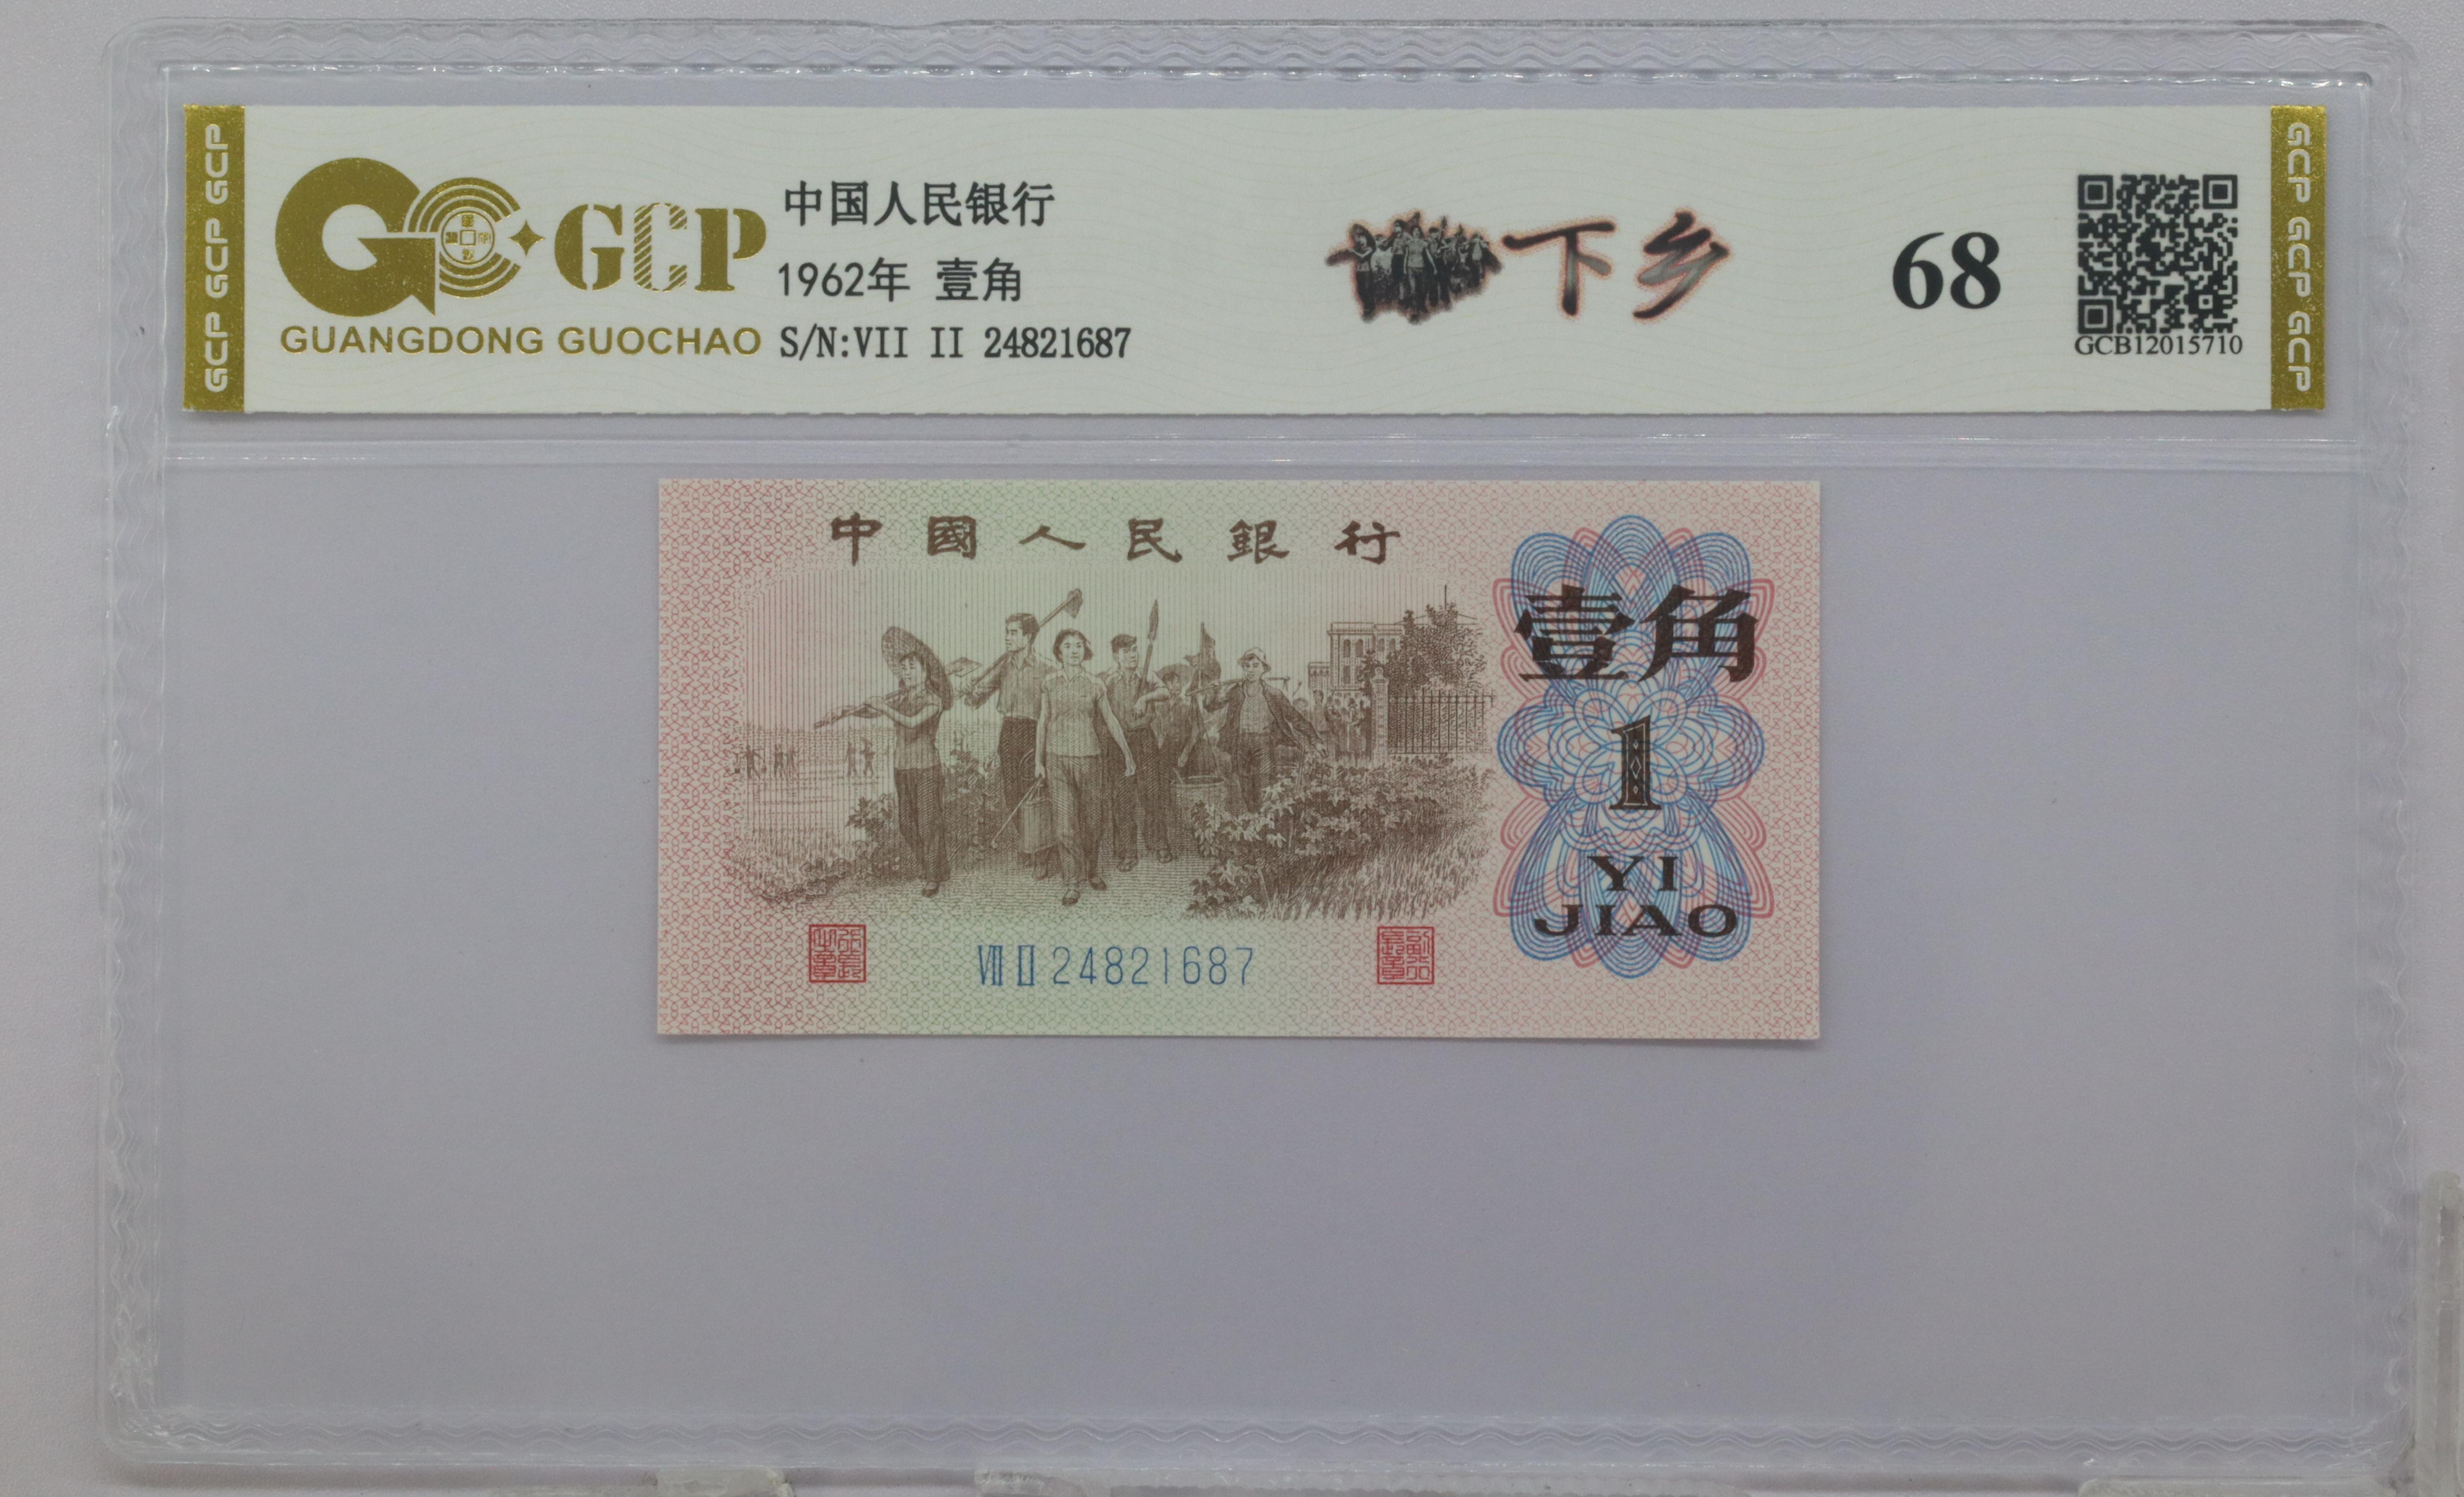 GCP GCP GCP
GCP
GUANGDONG GUOCHAO
中国人民银行
1962年 壹角
S/N:VII II 24821687
下乡
68
GCB12015710
GCP GCP GCP
中國人民銀行
壹角
1
YI
JIAO
Ⅶ Ⅱ 24821687